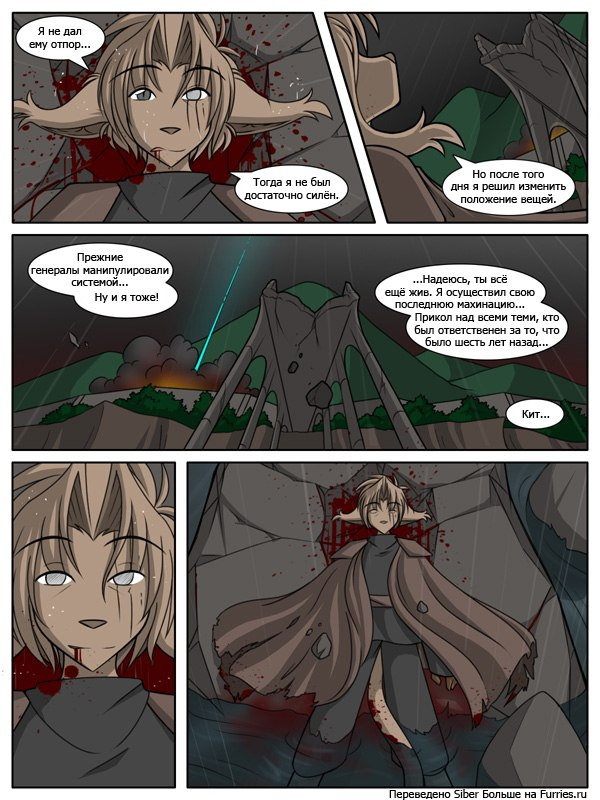 Я не дал
ему отпор...
Тогда я не был
достаточно силён.
Но после того
дня я решил изменить
положение вещей.
Прежние
генералы манипулировали
системой...
Ну и я тоже!
...Надеюсь, ты всё
ещё жив. Я осуществил свою
последнюю махинацию...
Прикол над всеми теми, кто
был ответственен за то, что
было шесть лет назад...
Кит...
Переведено Siber Больше на Furries.ru